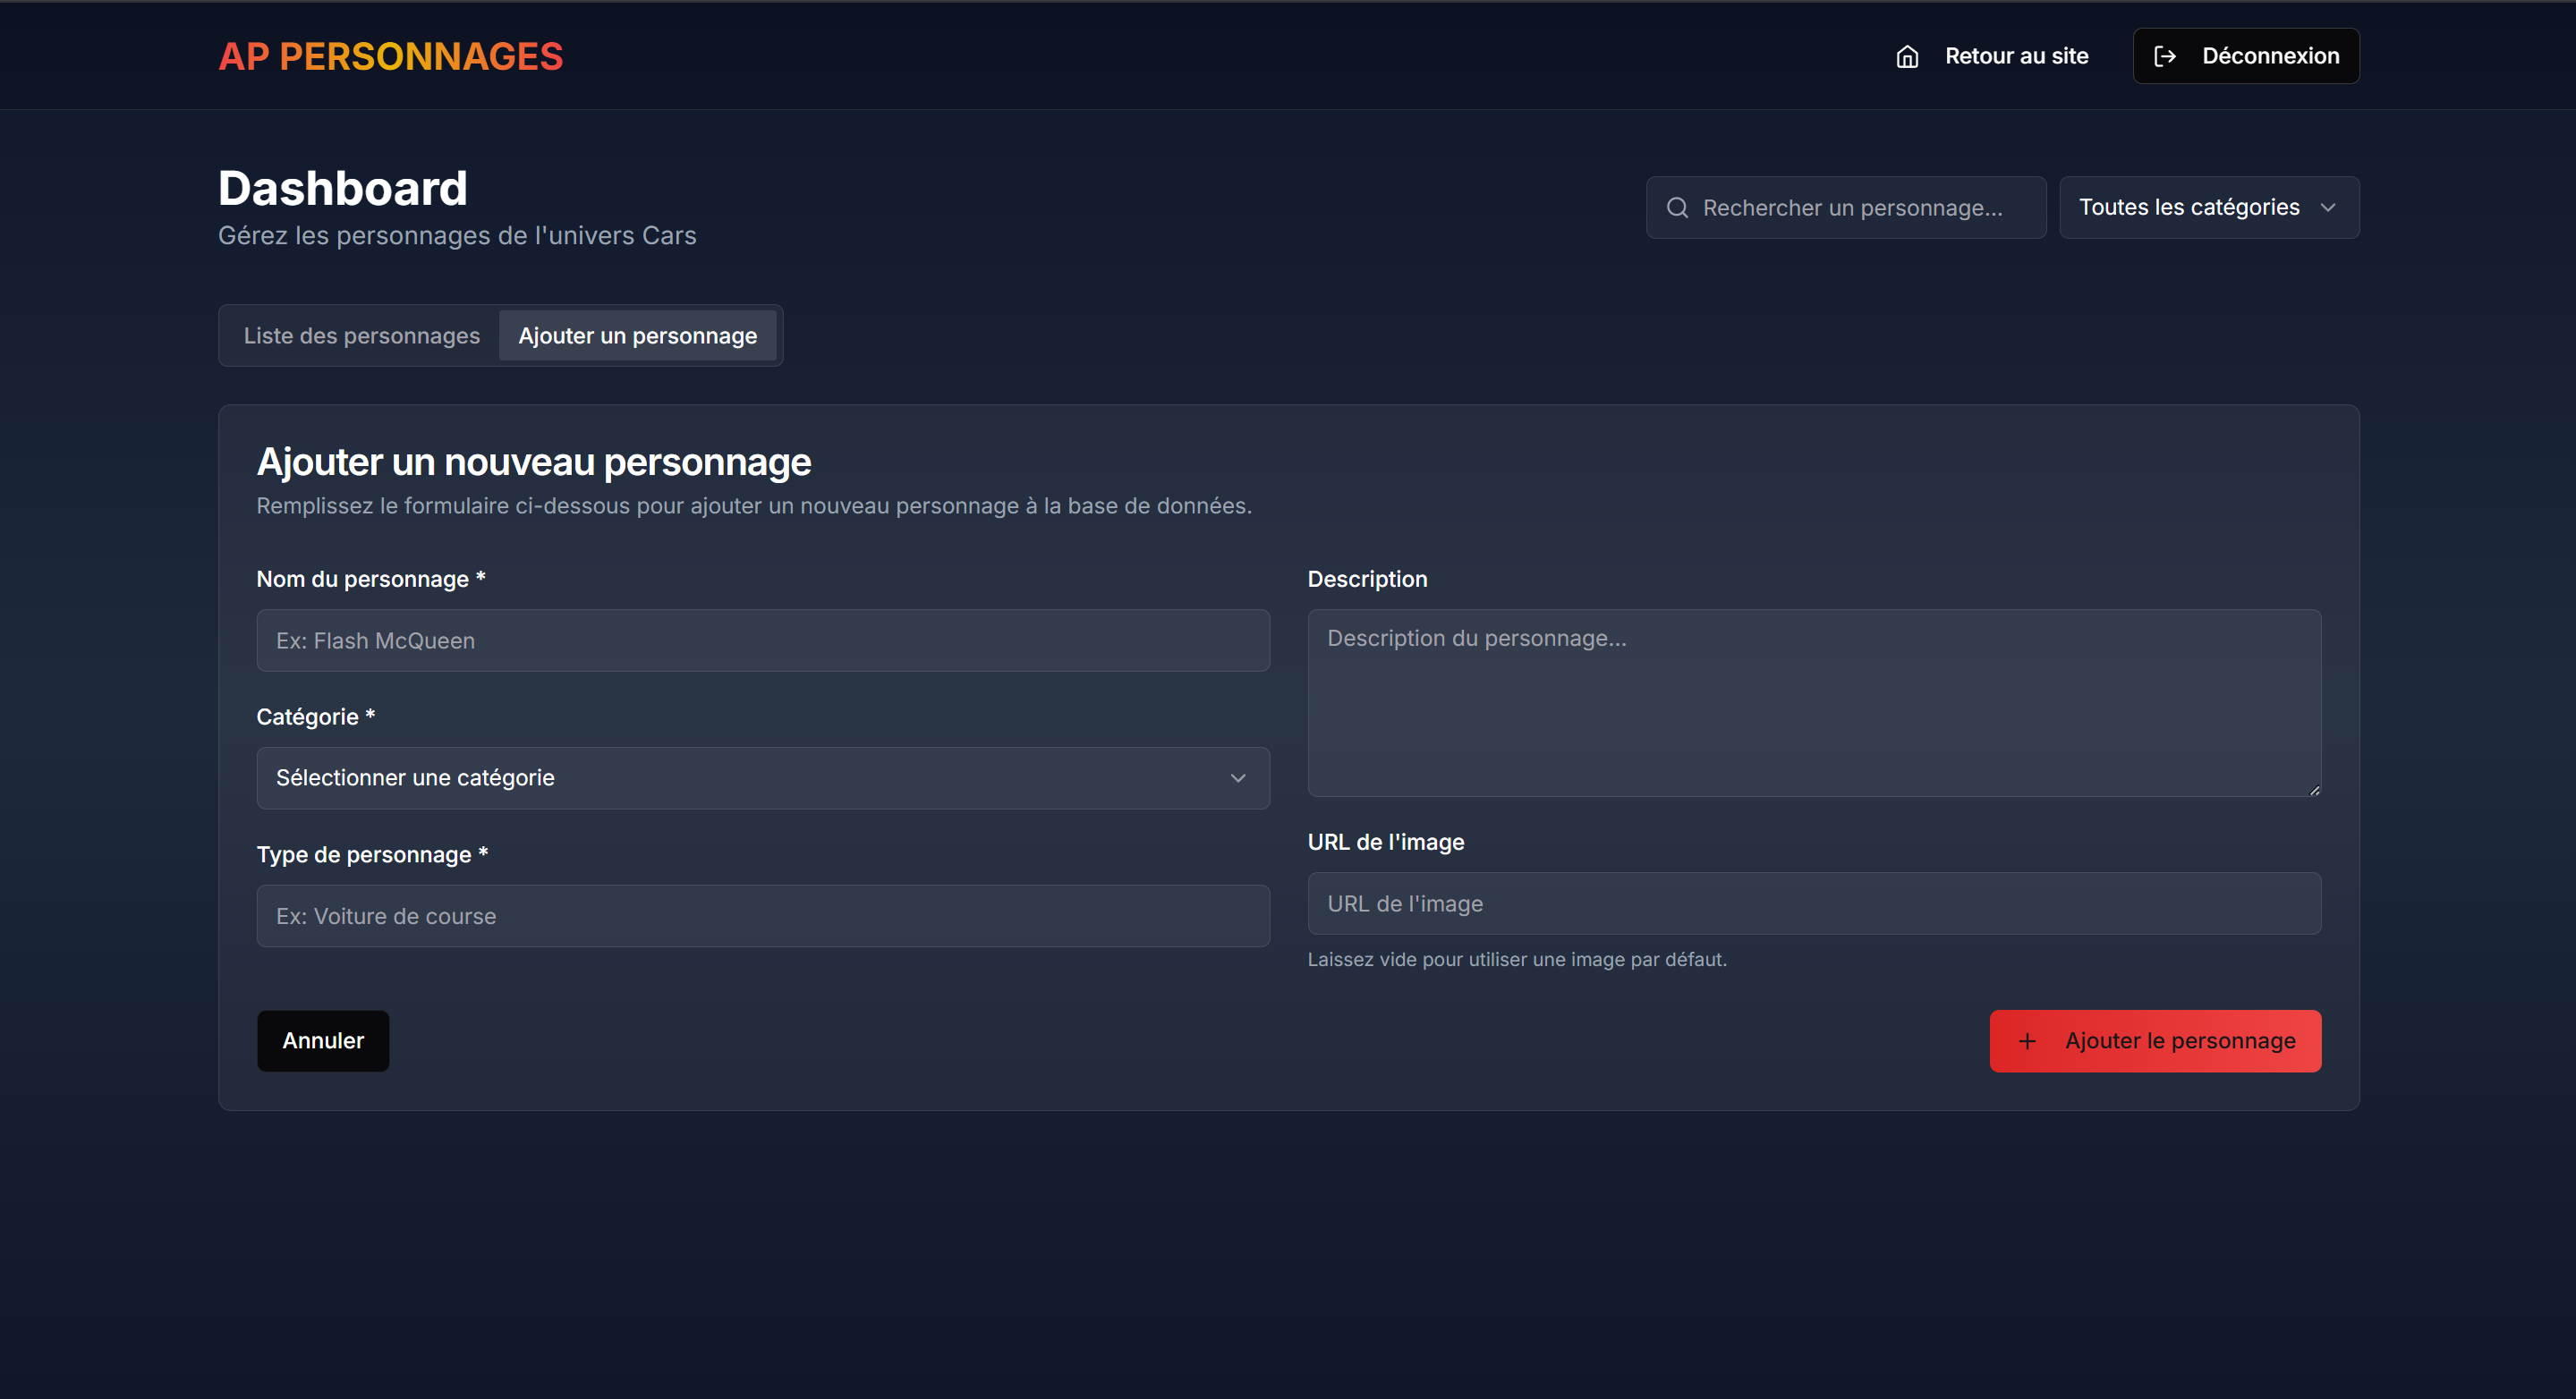 AP PERSONNAGES
Retour au site
Déconnexion
Dashboard
Gérez les personnages de l'univers Cars
Rechercher un personnage...
Toutes les catégories
Liste des personnages
Ajouter un personnage
Ajouter un nouveau personnage
Remplissez le formulaire ci-dessous pour ajouter un nouveau personnage à la base de données.
Nom du personnage *
Ex: Flash McQueen
Catégorie *
Sélectionner une catégorie
Type de personnage *
Ex: Voiture de course
Description
Description du personnage...
URL de l'image
URL de l'image
Laissez vide pour utiliser une image par défaut.
Annuler
+ Ajouter le personnage